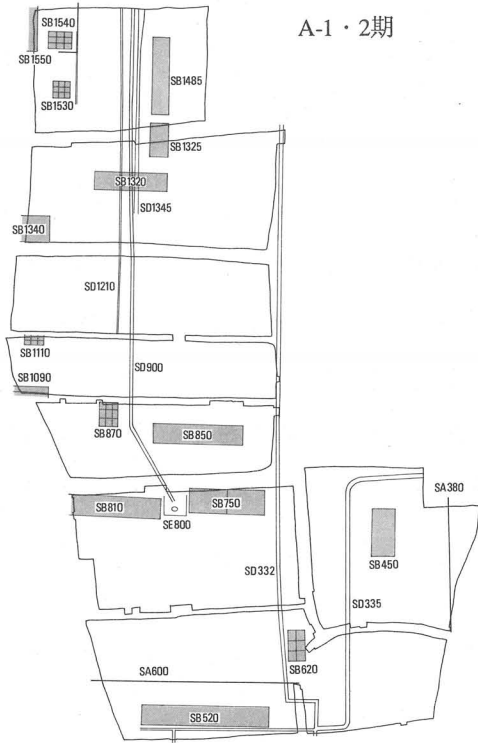 A-1・2期
SB1540
SB1550
SB1485
SB1530
SB1325
SB1320
SD1345
SB1340
SD1210
SB1110
SD900
SB1090
SB870
SB850
SA380
SB810
SB750
SE800
SB450
SD332
SD335
SB620
SA600
SB520